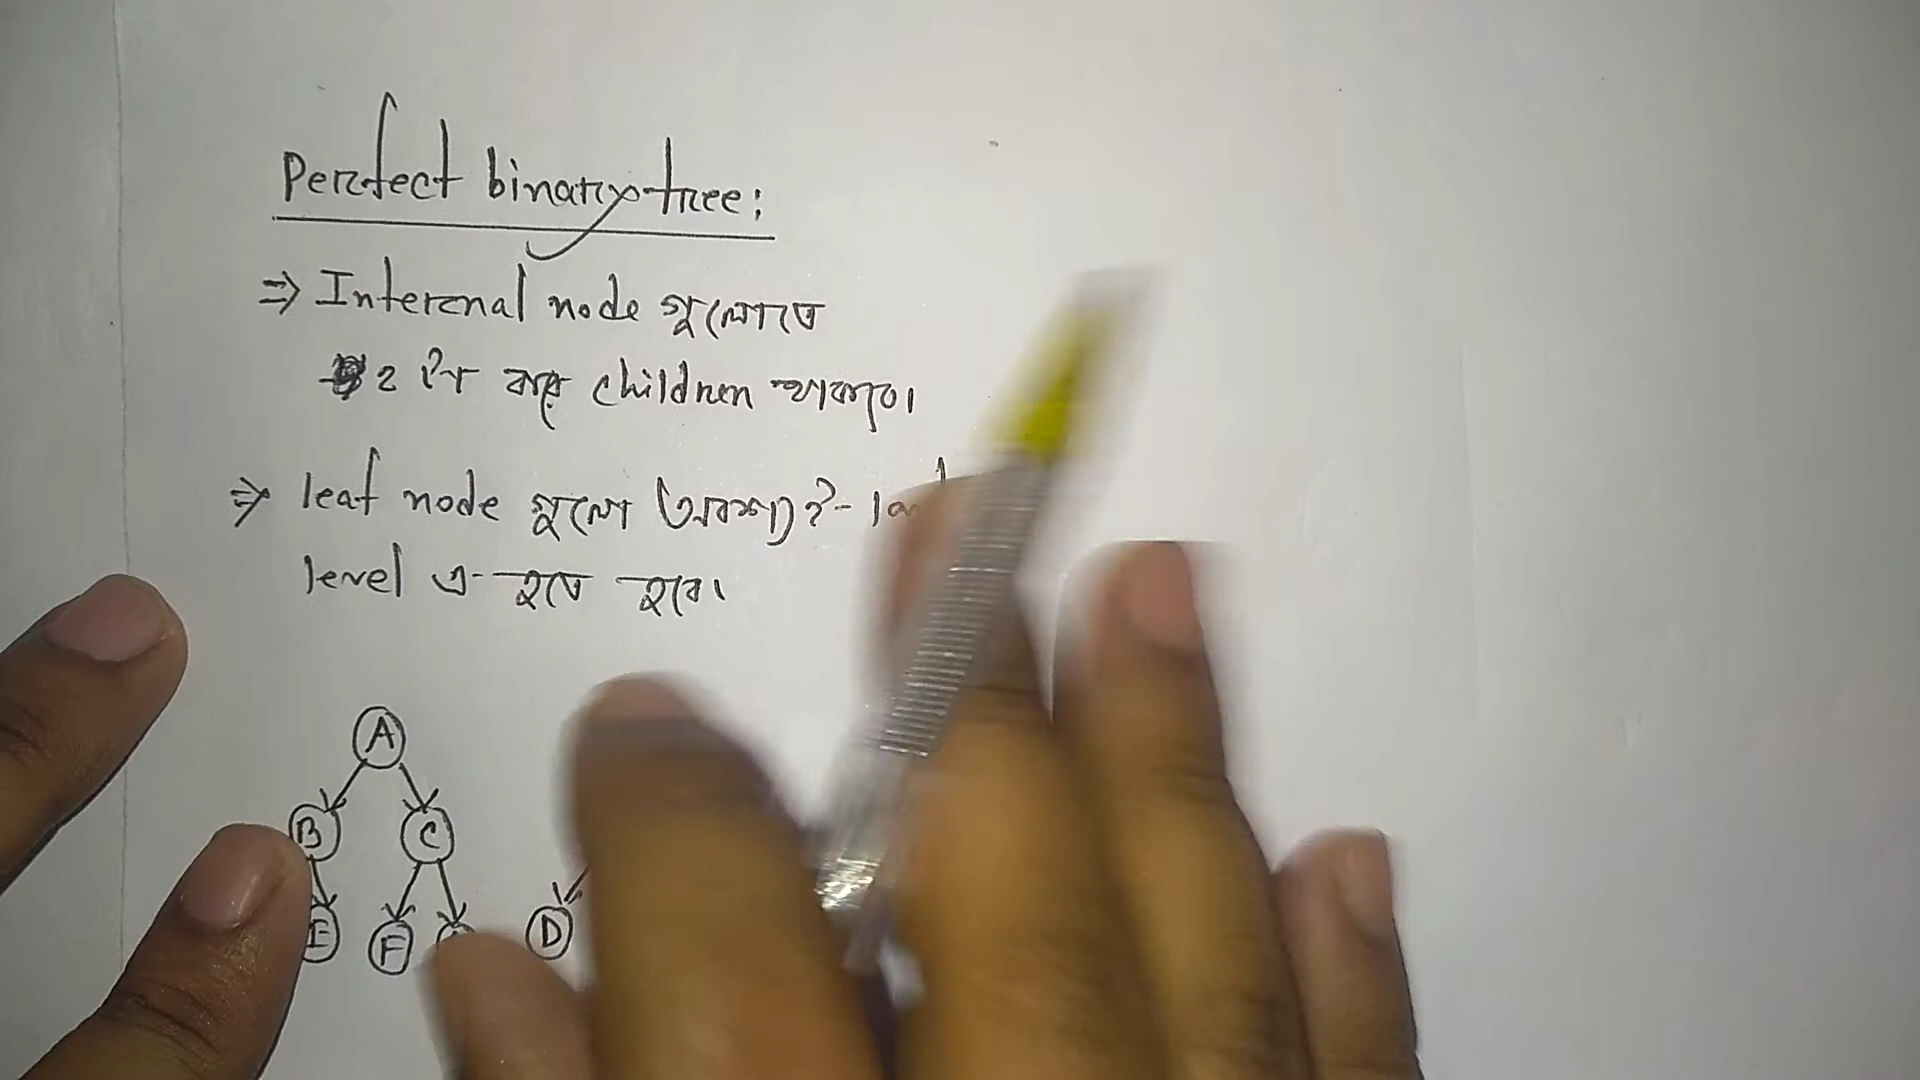 Perfect binary tree:
⇒ Internal node গুলোতে
2 টা করে children থাকবে।
⇒ leaf node গুলো অবশ্যই
level এ হতে হবে।
A
B C
E F D